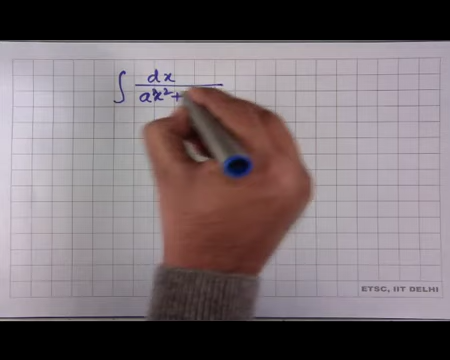 ∫ dx / ax² +
ETSC, IIT DELHI